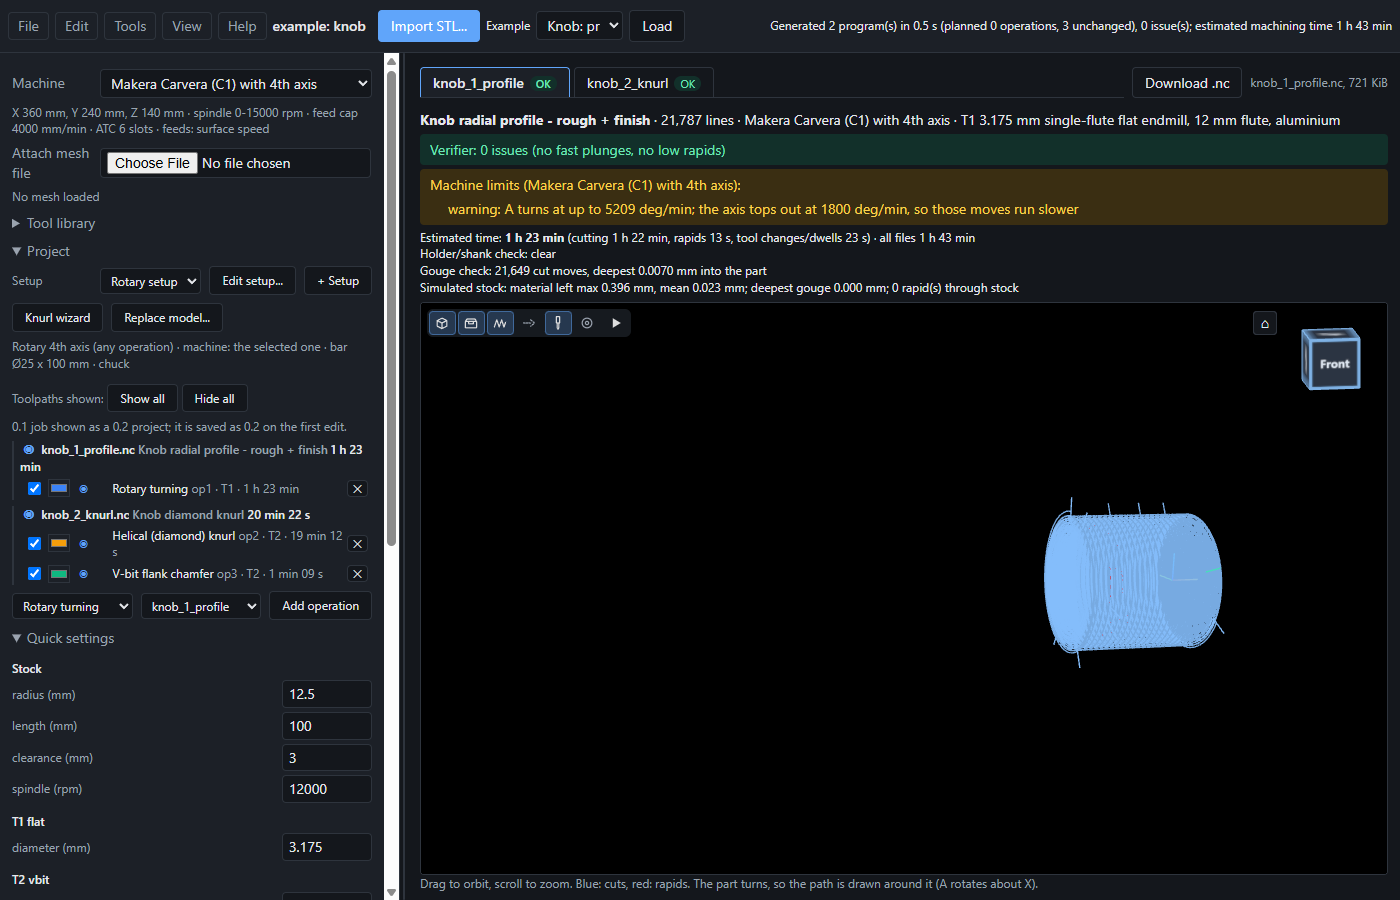 File Edit Tools View Help example: knob Import STL... Example Knob: pr Load Generated 2 program(s) in 0.5 s (planned 0 operations, 3 unchanged), 0 issue(s); estimated machining time 1 h 43 min
Machine Makera Carvera (C1) with 4th axis
X 360 mm, Y 240 mm, Z 140 mm · spindle 0-15000 rpm · feed cap
4000 mm/min · ATC 6 slots · feeds: surface speed
Attach mesh
file
Choose File No file chosen
No mesh loaded
Tool library
Project
Setup Rotary setup Edit setup... + Setup
Knurl wizard Replace model...
Rotary 4th axis (any operation) · machine: the selected one · bar
Ø25 x 100 mm · chuck
Toolpaths shown: Show all Hide all
0.1 job shown as a 0.2 project; it is saved as 0.2 on the first edit.
knob_1_profile.nc Knob radial profile - rough + finish 1 h 23
min
Rotary turning op1 · T1 · 1 h 23 min
knob_2_knurl.nc Knob diamond knurl 20 min 22 s
Helical (diamond) knurl op2 · T2 · 19 min 12
s
V-bit flank chamfer op3 · T2 · 1 min 09 s
Rotary turning knob_1_profile Add operation
Quick settings
Stock
radius (mm) 12.5
length (mm) 100
clearance (mm) 3
spindle (rpm) 12000
T1 flat
diameter (mm) 3.175
T2 vbit
knob_1_profile OK knob_2_knurl OK Download .nc knob_1_profile.nc, 721 KiB
Knob radial profile - rough + finish · 21,787 lines · Makera Carvera (C1) with 4th axis · T1 3.175 mm single-flute flat endmill, 12 mm flute, aluminium
Verifier: 0 issues (no fast plunges, no low rapids)
Machine limits (Makera Carvera (C1) with 4th axis):
warning: A turns at up to 5209 deg/min; the axis tops out at 1800 deg/min, so those moves run slower
Estimated time: 1 h 23 min (cutting 1 h 22 min, rapids 13 s, tool changes/dwells 23 s) · all files 1 h 43 min
Holder/shank check: clear
Gouge check: 21,649 cut moves, deepest 0.0070 mm into the part
Simulated stock: material left max 0.396 mm, mean 0.023 mm; deepest gouge 0.000 mm; 0 rapid(s) through stock
Front
Drag to orbit, scroll to zoom. Blue: cuts, red: rapids. The part turns, so the path is drawn around it (A rotates about X).